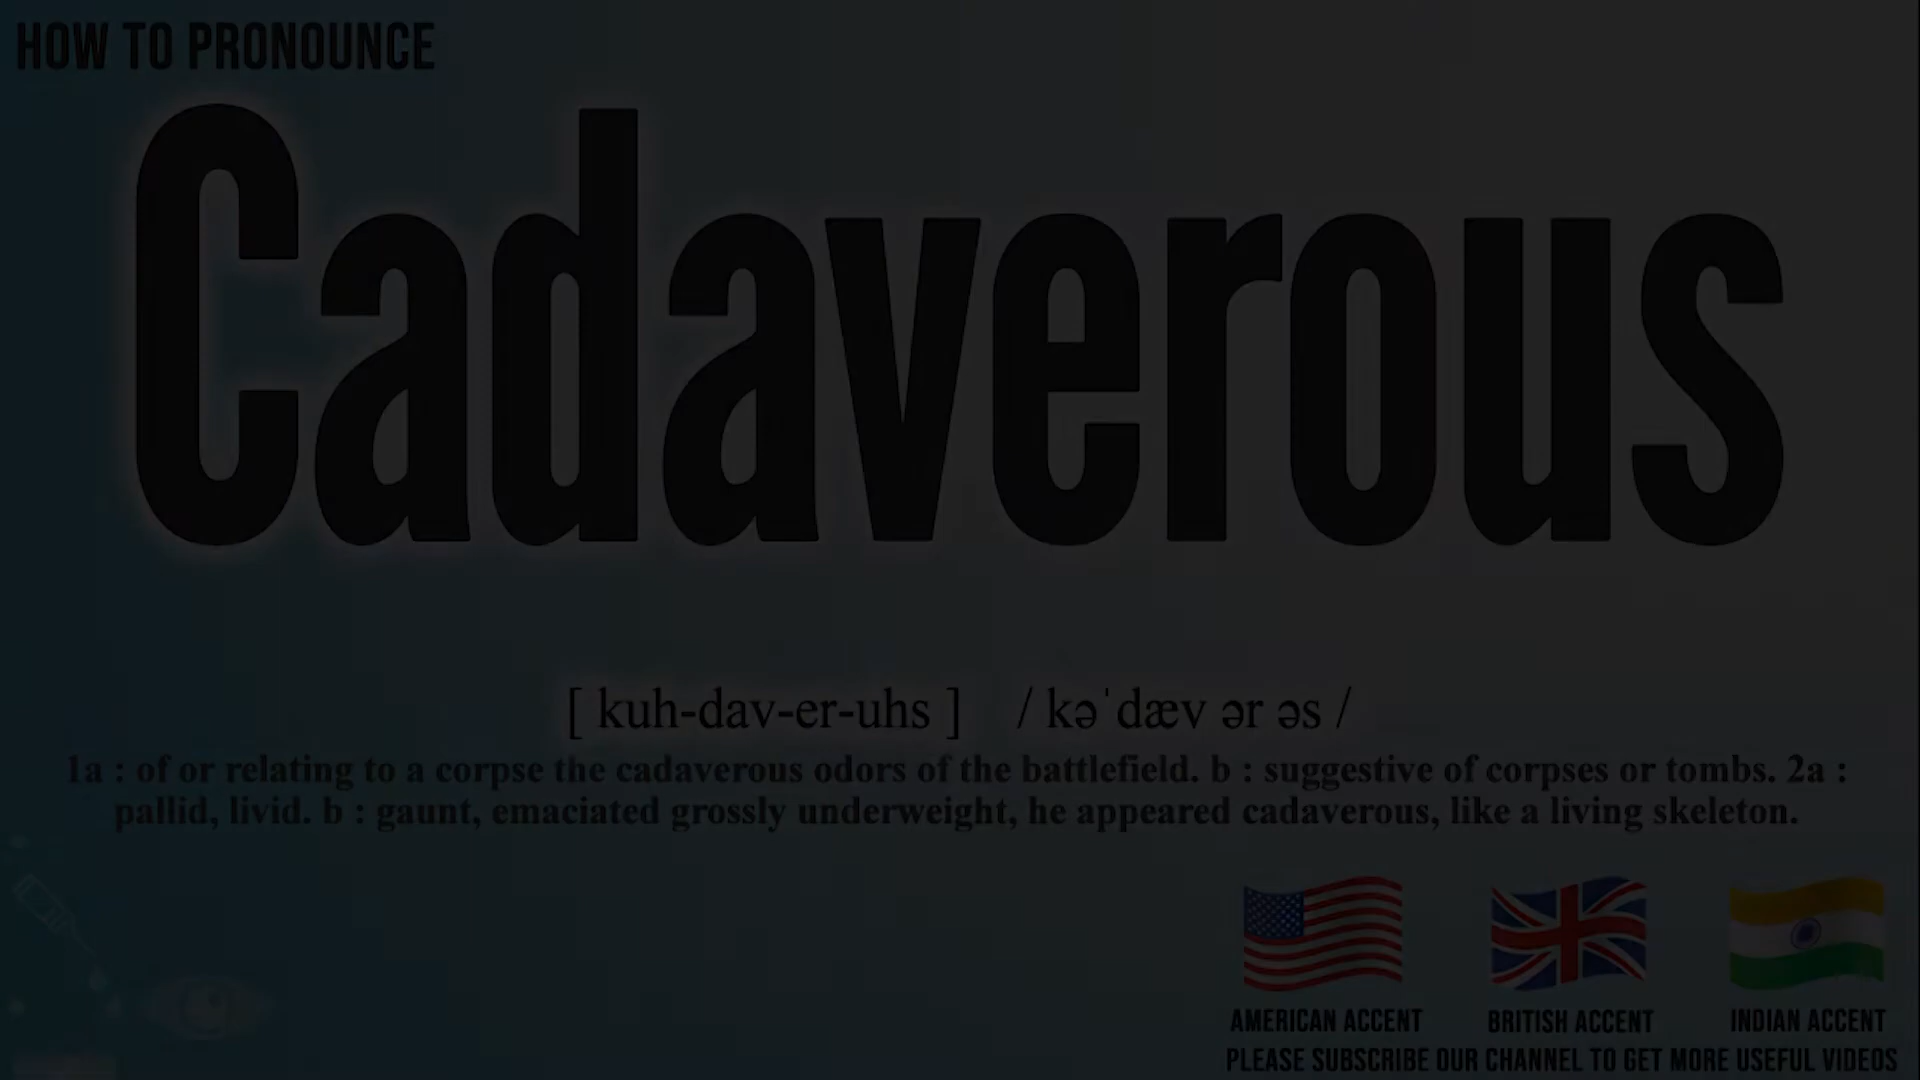 HOW TO PRONOUNCE
Cadaverous
[ kuh-dav-er-uhs ] / kəˈdæv ər əs /
1a : of or relating to a corpse the cadaverous odors of the battlefield. b : suggestive of corpses or tombs. 2a :
pallid, livid. b : gaunt, emaciated grossly underweight, he appeared cadaverous, like a living skeleton.
AMERICAN ACCENT BRITISH ACCENT INDIAN ACCENT
PLEASE SUBSCRIBE OUR CHANNEL TO GET MORE USEFUL VIDEOS